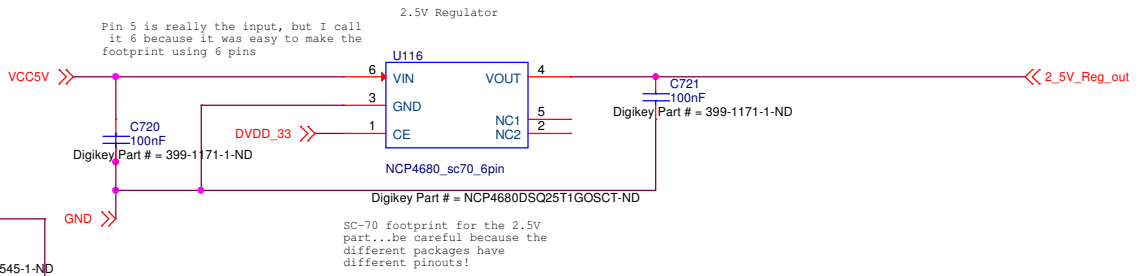 2.5V Regulator
Pin 5 is really the input, but I call
it 6 because it was easy to make the
footprint using 6 pins
U116
VCC5V
6
VIN
VOUT
4
2_5V_Reg_out
C721
100nF
Digikey Part # = 399-1171-1-ND
3
GND
NC1
5
DVDD_33
1
CE
NC2
2
C720
100nF
Digikey Part # = 399-1171-1-ND
NCP4680_sc70_6pin
Digikey Part # = NCP4680DSQ25T1GOSCT-ND
GND
SC-70 footprint for the 2.5V
part...be careful because the
different packages have
different pinouts!
545-1-ND